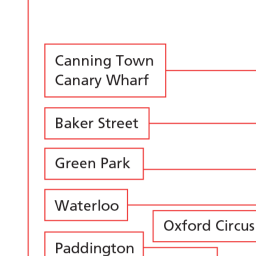 Canning Town
Canary Wharf
Baker Street
Green Park
Waterloo
Oxford Circus
Paddington